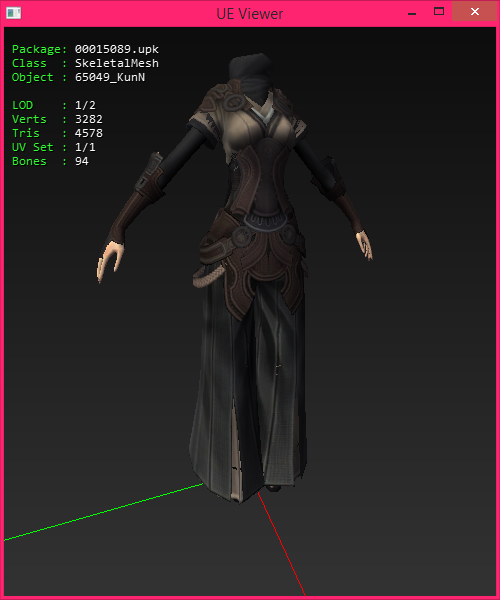 UE Viewer
Package: 00015089.upk
Class : SkeletalMesh
Object : 65049_KunN
LOD : 1/2
Verts : 3282
Tris : 4578
UV Set : 1/1
Bones : 94